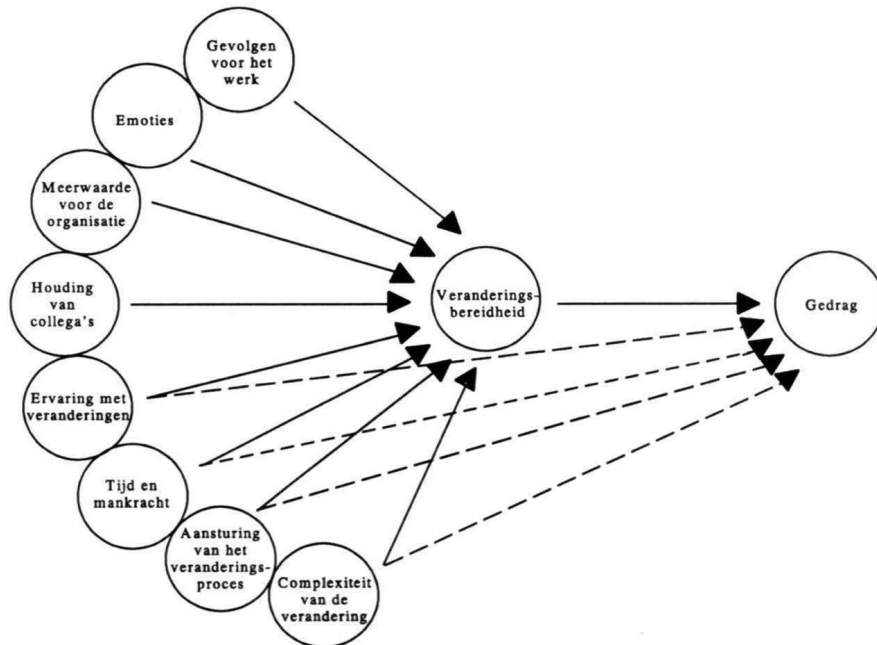 Gevolgen
voor het
werk
Emoties
Meerwaarde
voor de
organisatie
Houding
van
collega's
Ervaring met
veranderingen
Tijd en
mankracht
Aansturing
van het
veranderings-
proces
Complexiteit
van de
verandering
Veranderings-
bereidheid
Gedrag